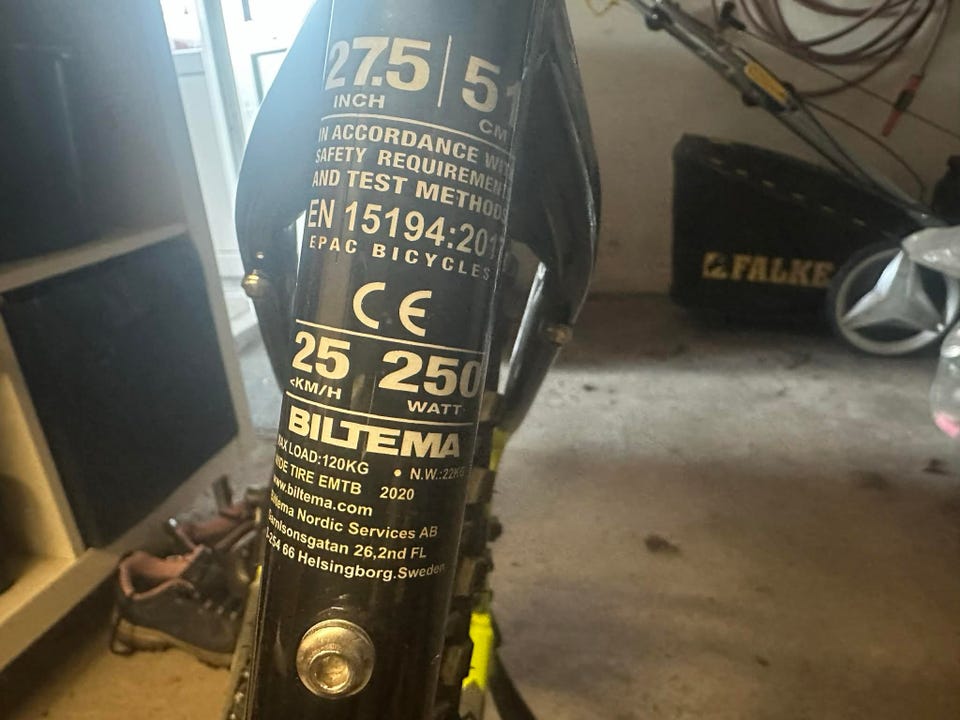 27.5 51
INCH CM
IN ACCORDANCE
SAFETY REQUIREMENT
AND TEST METHODS
EN 15194:2017
EPAC BICYCLES
CE
25 250
<KM/H WATT
BILTEMA
MAX LOAD:120KG • N.W.:22KG
TIRE EMTB 2020
www.biltema.com
Biltema Nordic Services AB
Garnisonsgatan 26,2nd FL
254 66 Helsingborg.Sweden
FALKE